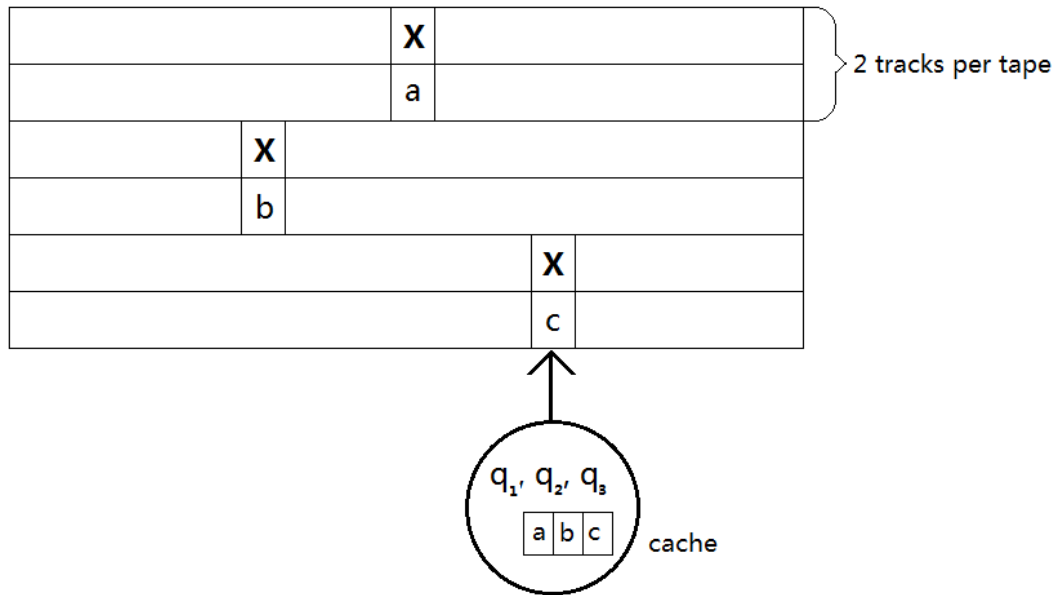 X
a
2 tracks per tape
X
b
X
c
q₁, q₂, q₃
a b c
cache